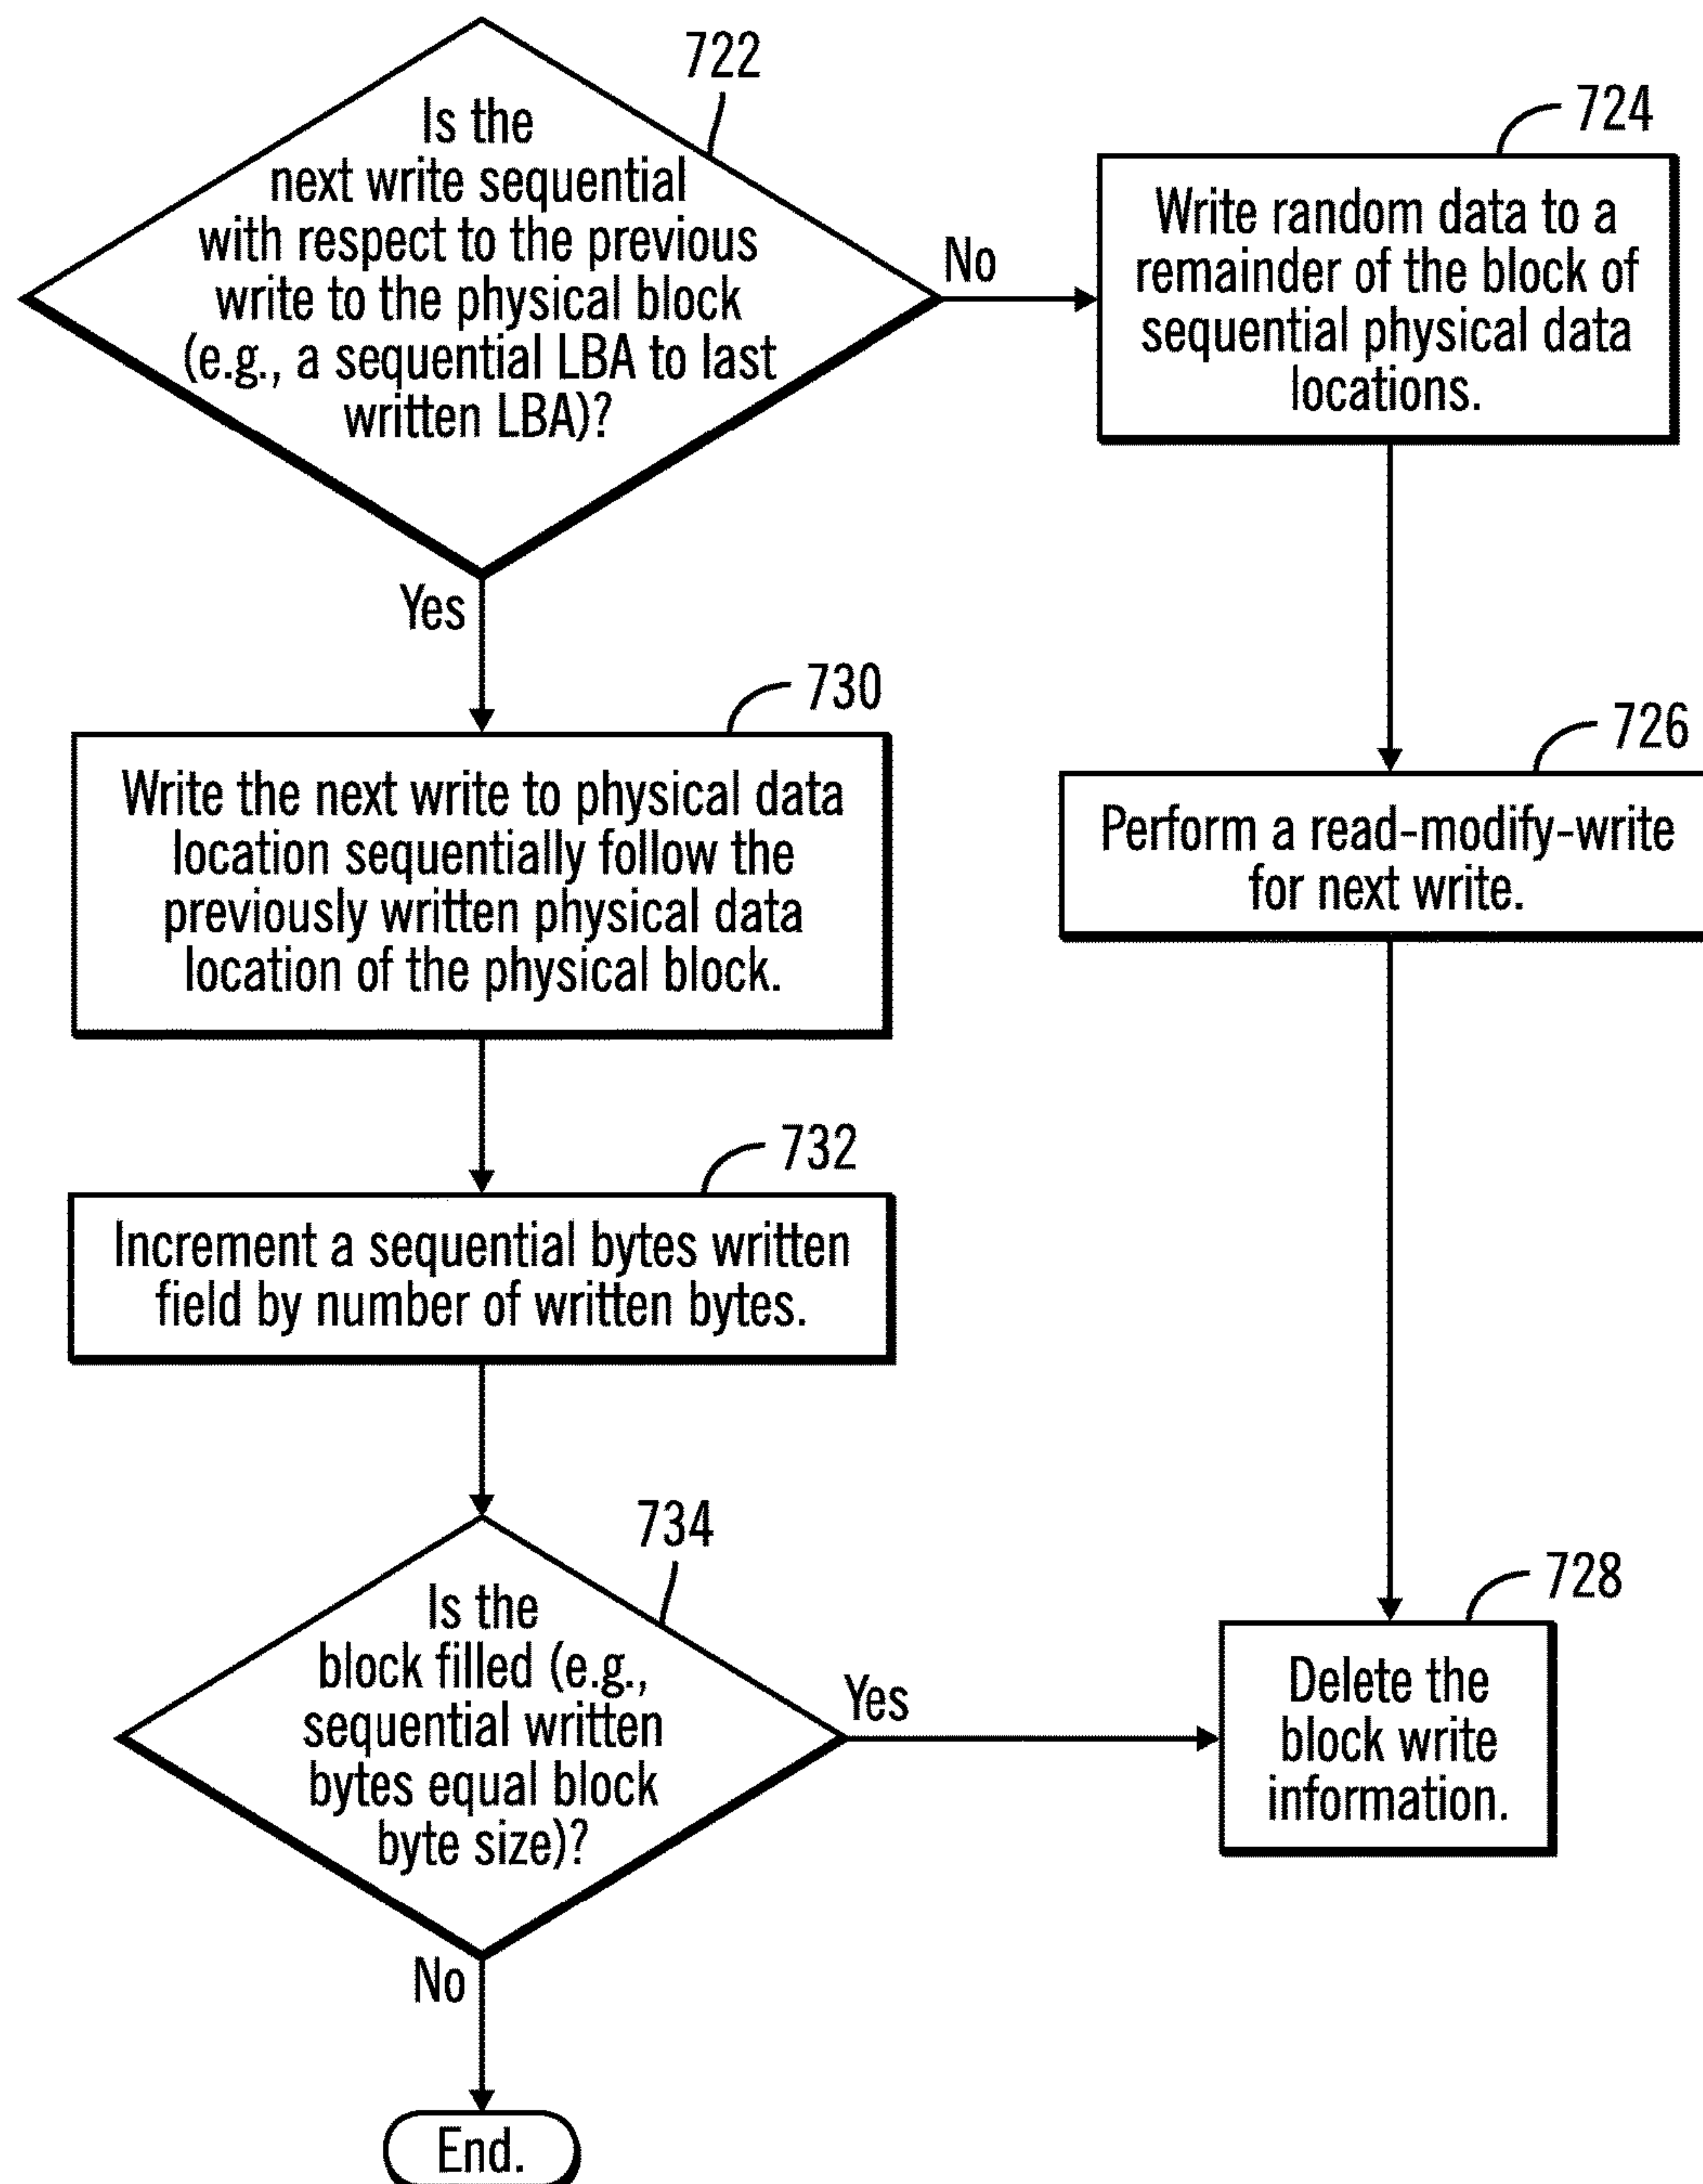 722
Is the
next write sequential
with respect to the previous
write to the physical block
(e.g., a sequential LBA to last
written LBA)?
No
724
Write random data to a
remainder of the block of
sequential physical data
locations.
Yes
730
Write the next write to physical data
location sequentially follow the
previously written physical data
location of the physical block.
726
Perform a read-modify-write
for next write.
732
Increment a sequential bytes written
field by number of written bytes.
734
Is the
block filled (e.g.,
sequential written
bytes equal block
byte size)?
Yes
728
Delete the
block write
information.
No
End.